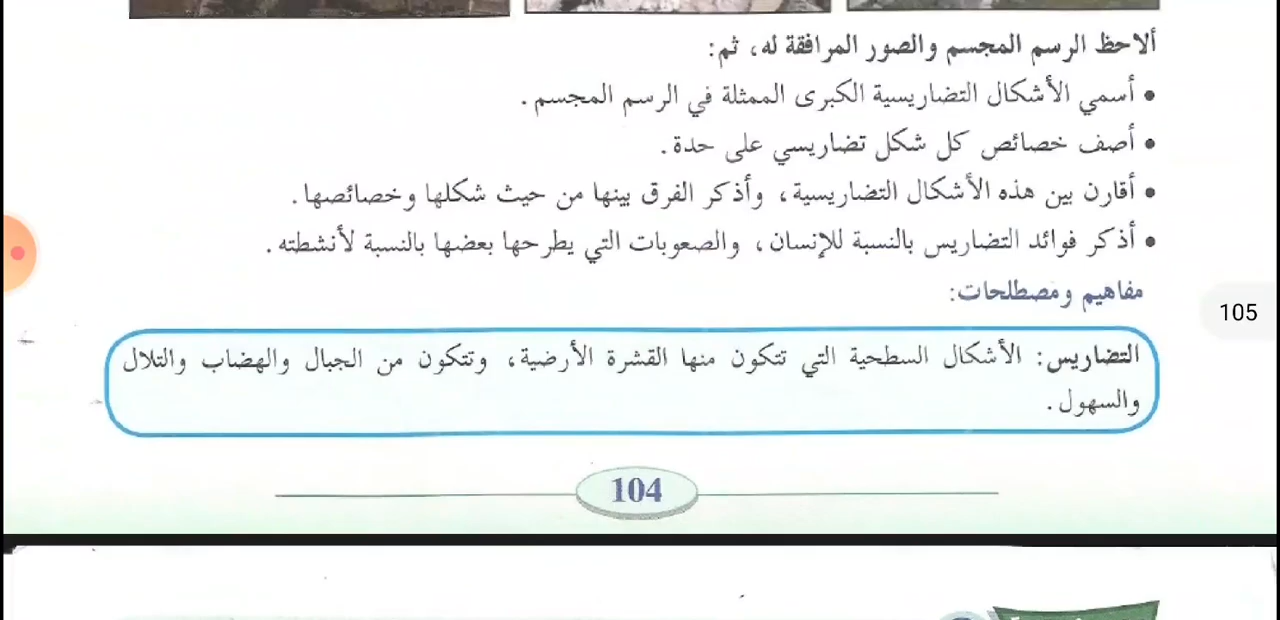 ألاحظ الرسم المجسم والصور المرافقة له، ثم:
• أسمي الأشكال التضاريسية الكبرى الممثلة في الرسم المجسم.
• أصف خصائص كل شكل تضاريسي على حدة.
• أقارن بين هذه الأشكال التضاريسية، وأذكر الفرق بينها من حيث شكلها وخصائصها.
• أذكر فوائد التضاريس بالنسبة للإنسان، والصعوبات التي يطرحها بعضها بالنسبة لأنشطته.
مفاهيم ومصطلحات:
105
التضاريس: الأشكال السطحية التي تتكون منها القشرة الأرضية، وتتكون من الجبال والهضاب والتلال
والسهول.
104